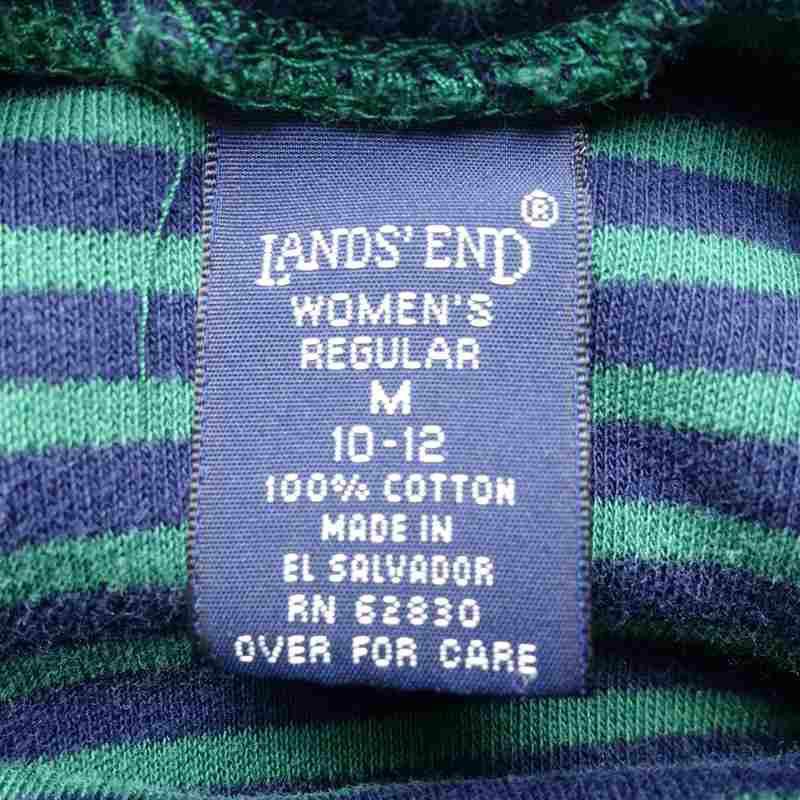 LANDS' END®
WOMEN'S
REGULAR
M
10-12
100% COTTON
MADE IN
EL SALVADOR
RN 62830
OVER FOR CARE